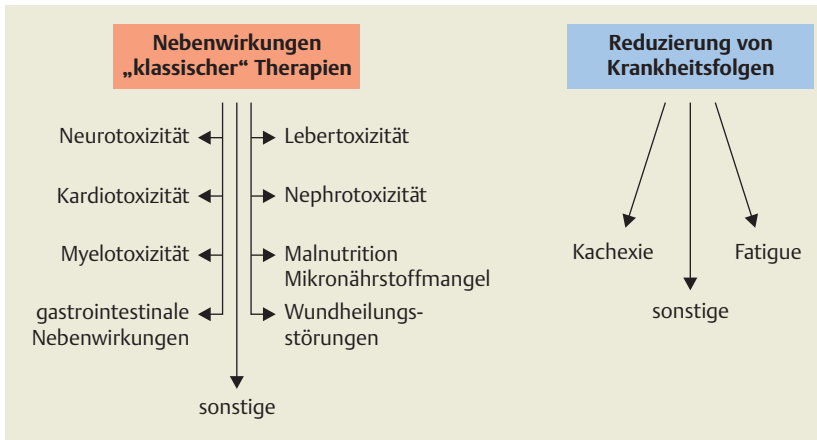 Nebenwirkungen
„klassischer“ Therapien
Neurotoxizität
Lebertoxizität
Kardiotoxizität
Nephrotoxizität
Myelotoxizität
Malnutrition
Mikronährstoffmangel
gastrointestinale
Nebenwirkungen
Wundheilungs-
störungen
sonstige
Reduzierung von
Krankheitsfolgen
Kachexie
Fatigue
sonstige